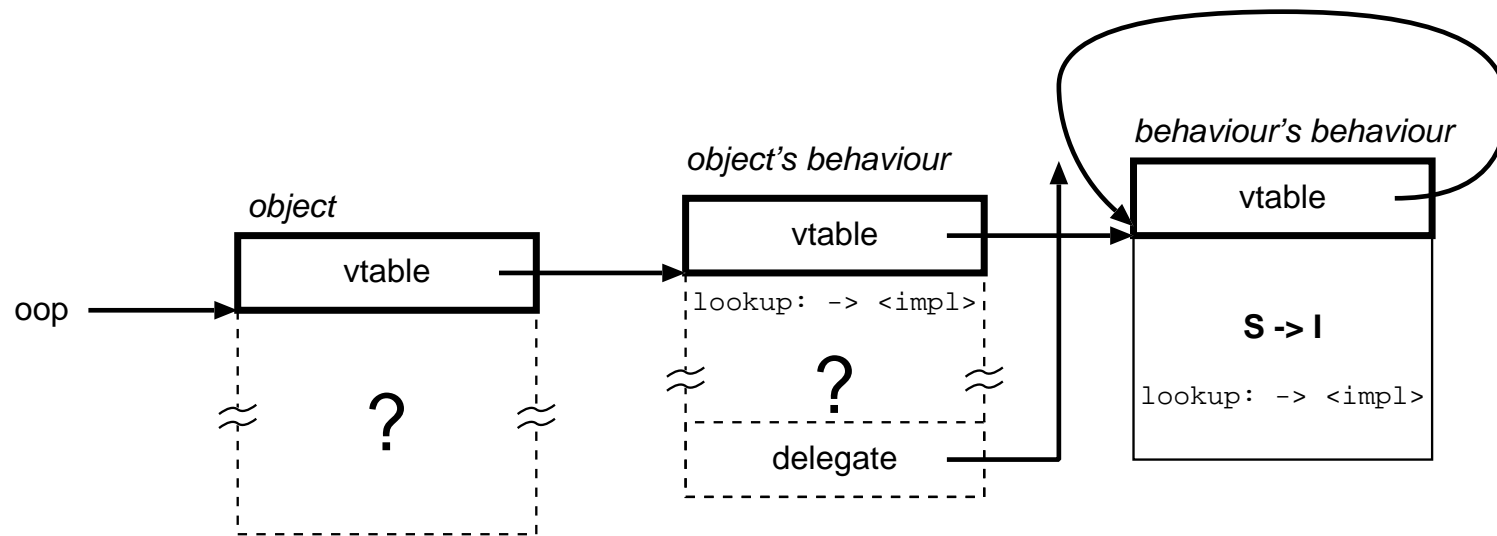 oop
object
vtable
?
object's behaviour
vtable
lookup: -> <impl>
?
delegate
behaviour's behaviour
vtable
S -> I
lookup: -> <impl>